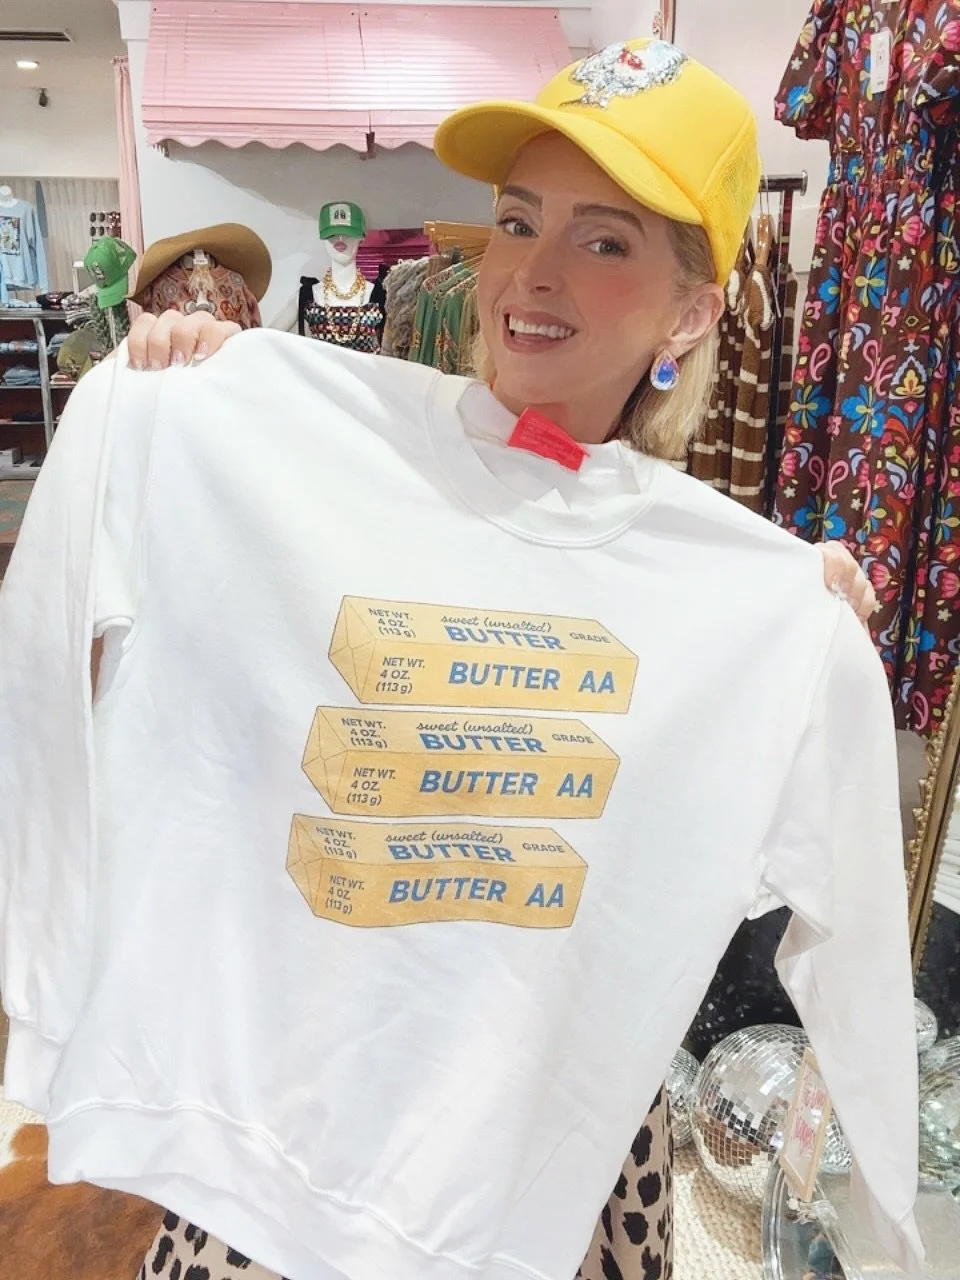 NET WT.
4 OZ.
(113 g)
sweet (unsalted)
BUTTER
GRADE
NET WT.
4 OZ.
(113 g)
BUTTER AA
NET WT.
4 OZ.
(113 g)
sweet (unsalted)
BUTTER
GRADE
NET WT.
4 OZ.
(113 g)
BUTTER AA
NET WT.
4 OZ.
(113 g)
sweet (unsalted)
BUTTER
GRADE
NET WT.
4 OZ.
(113 g)
BUTTER AA